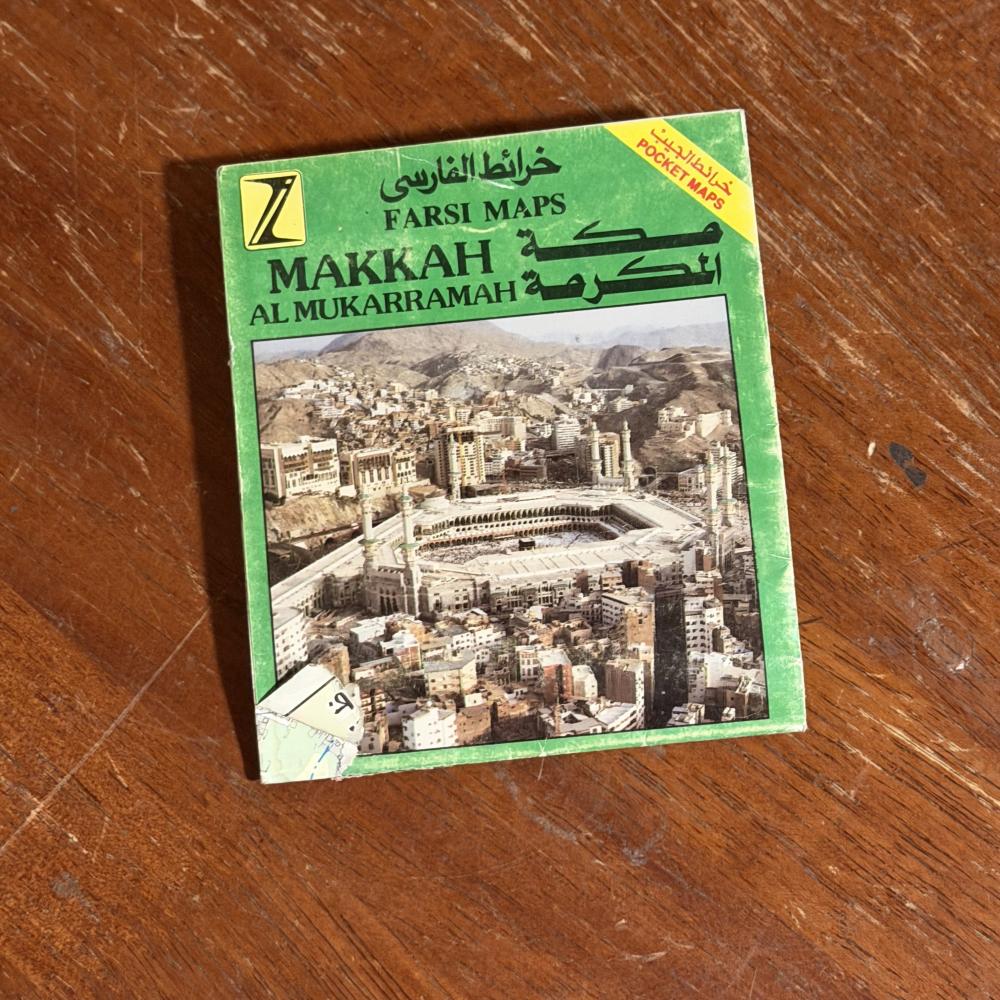 خرائط الفارسي
FARSI MAPS
خرائط الجيب
POCKET MAPS
MAKKAH
AL MUKARRAMAH
مكة
المكرمة